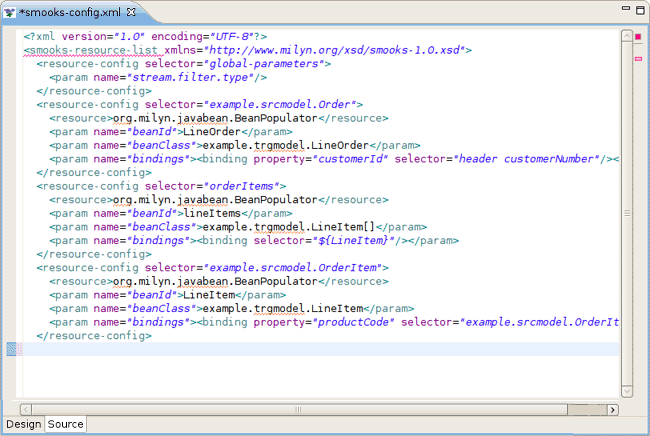 *smooks-config.xml
<?xml version="1.0" encoding="UTF-8"?>
<smooks-resource-list xmlns="http://www.milyn.org/xsd/smooks-1.0.xsd">
<resource-config selector="global-parameters">
<param name="stream.filter.type"/>
</resource-config>
<resource-config selector="example.srcmodel.Order">
<resource>org.milyn.javabean.BeanPopulator</resource>
<param name="beanId">LineOrder</param>
<param name="beanClass">example.trgmodel.LineOrder</param>
<param name="bindings"><binding property="customerId" selector="header customerNumber"/><
</resource-config>
<resource-config selector="orderItems">
<resource>org.milyn.javabean.BeanPopulator</resource>
<param name="beanId">lineItems</param>
<param name="beanClass">example.trgmodel.LineItem[]</param>
<param name="bindings"><binding selector="${LineItem}"/></param>
</resource-config>
<resource-config selector="example.srcmodel.OrderItem">
<resource>org.milyn.javabean.BeanPopulator</resource>
<param name="beanId">LineItem</param>
<param name="beanClass">example.trgmodel.LineItem</param>
<param name="bindings"><binding property="productCode" selector="example.srcmodel.OrderIt
</resource-config>
Design Source